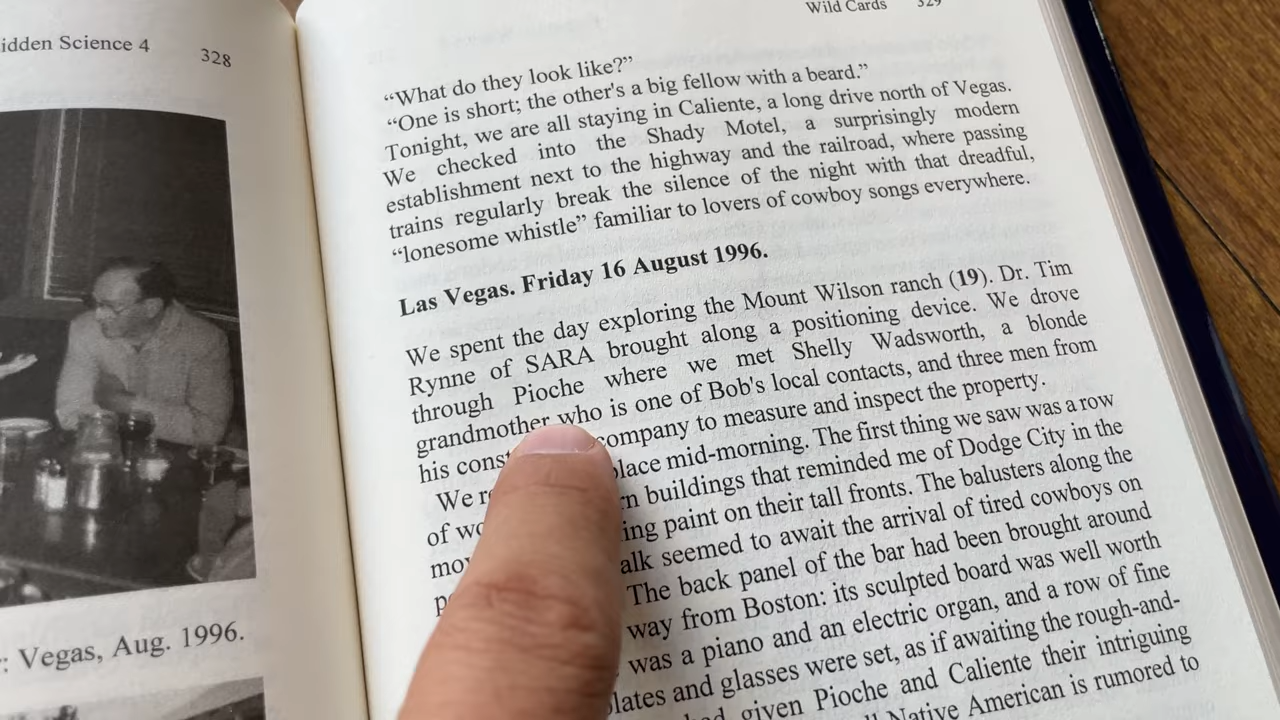 idden Science 4 328
: Vegas, Aug. 1996.
Wild Cards 329
“What do they look like?”
“One is short; the other's a big fellow with a beard.”
Tonight, we are all staying in Caliente, a long drive north of Vegas.
We checked into the Shady Motel, a surprisingly modern
establishment next to the highway and the railroad, where passing
trains regularly break the silence of the night with that dreadful,
“lonesome whistle” familiar to lovers of cowboy songs everywhere.
Las Vegas. Friday 16 August 1996.
We spent the day exploring the Mount Wilson ranch (19). Dr. Tim
Rynne of SARA brought along a positioning device. We drove
through Pioche where we met Shelly Wadsworth, a blonde
grandmother who is one of Bob's local contacts, and three men from
his const company to measure and inspect the property.
We r place mid-morning. The first thing we saw was a row
of wo rn buildings that reminded me of Dodge City in the
mov ing paint on their tall fronts. The balusters along the
alk seemed to await the arrival of tired cowboys on
The back panel of the bar had been brought around
way from Boston: its sculpted board was well worth
was a piano and an electric organ, and a row of fine
plates and glasses were set, as if awaiting the rough-and-
had given Pioche and Caliente their intriguing
Native American is rumored to